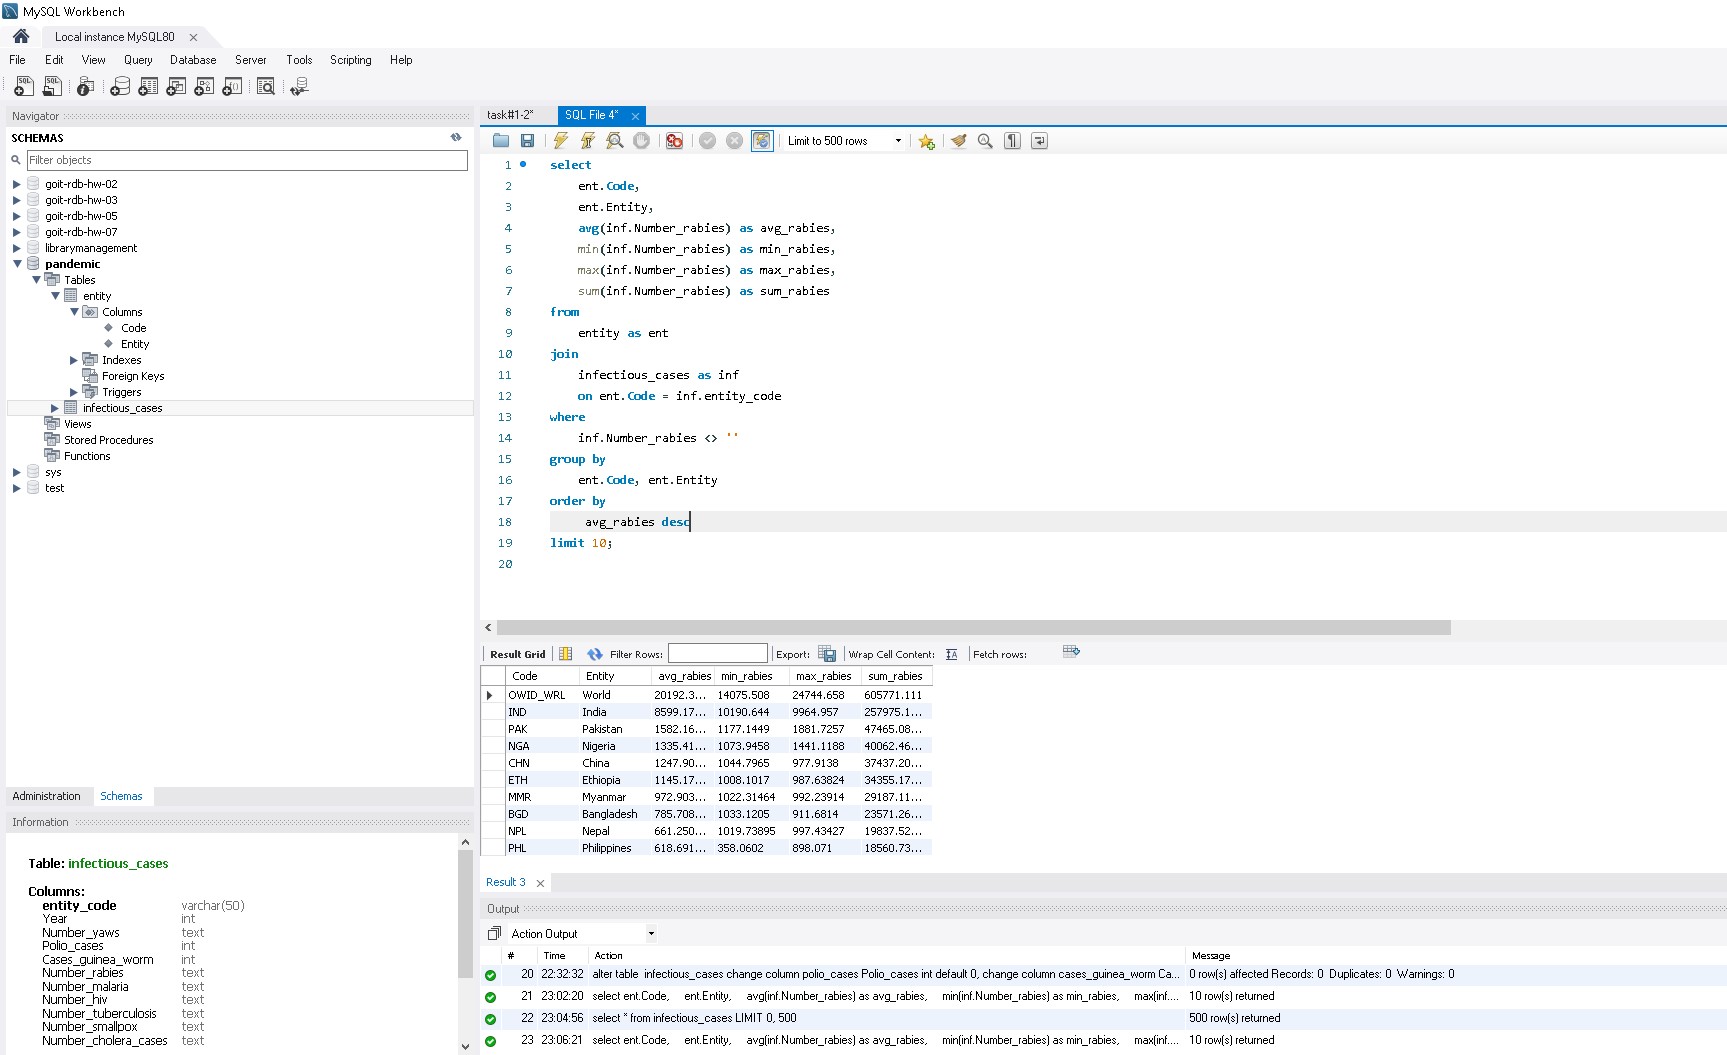 MySQL Workbench
Local instance MySQL80
File Edit View Query Database Server Tools Scripting Help
Navigator
SCHEMAS
Filter objects
goit-rdb-hw-02
goit-rdb-hw-03
goit-rdb-hw-05
goit-rdb-hw-07
librarymanagement
pandemic
Tables
entity
Columns
Code
Entity
Indexes
Foreign Keys
Triggers
infectious_cases
Views
Stored Procedures
Functions
sys
test
Administration Schemas
Information
Table: infectious_cases
Columns:
entity_code varchar(50)
Year int
Number_yaws text
Polio_cases int
Cases_guinea_worm int
Number_rabies text
Number_malaria text
Number_hiv text
Number_tuberculosis text
Number_smallpox text
Number_cholera_cases text
task#1-2* SQL File 4*
Limit to 500 rows
1 select
2 ent.Code,
3 ent.Entity,
4 avg(inf.Number_rabies) as avg_rabies,
5 min(inf.Number_rabies) as min_rabies,
6 max(inf.Number_rabies) as max_rabies,
7 sum(inf.Number_rabies) as sum_rabies
8 from
9 entity as ent
10 join
11 infectious_cases as inf
12 on ent.Code = inf.entity_code
13 where
14 inf.Number_rabies <> ''
15 group by
16 ent.Code, ent.Entity
17 order by
18 avg_rabies desc
19 limit 10;
20
Result Grid Filter Rows: Export: Wrap Cell Content: Fetch rows:
Code Entity avg_rabies min_rabies max_rabies sum_rabies
OWID_WRL World 20192.3... 14075.508 24744.658 605771.111
IND India 8599.17... 10190.644 9964.957 257975.1...
PAK Pakistan 1582.16... 1177.1449 1881.7257 47465.08...
NGA Nigeria 1335.41... 1073.9458 1441.1188 40062.46...
CHN China 1247.90... 1044.7965 977.9138 37437.20...
ETH Ethiopia 1145.17... 1008.1017 987.63824 34355.17...
MMR Myanmar 972.903... 1022.31464 992.23914 29187.11...
BGD Bangladesh 785.708... 1033.1205 911.6814 23571.26...
NPL Nepal 661.250... 1019.73895 997.43427 19837.52...
PHL Philippines 618.691... 358.0602 898.071 18560.73...
Result 3
Output
Action Output
# Time Action Message
20 22:32:32 alter table infectious_cases change column polio_cases Polio_cases int default 0, change column cases_guinea_worm Ca... 0 row(s) affected Records: 0 Duplicates: 0 Warnings: 0
21 23:02:20 select ent.Code, ent.Entity, avg(inf.Number_rabies) as avg_rabies, min(inf.Number_rabies) as min_rabies, max(inf.... 10 row(s) returned
22 23:04:56 select * from infectious_cases LIMIT 0, 500 500 row(s) returned
23 23:06:21 select ent.Code, ent.Entity, avg(inf.Number_rabies) as avg_rabies, min(inf.Number_rabies) as min_rabies, max(inf.... 10 row(s) returned